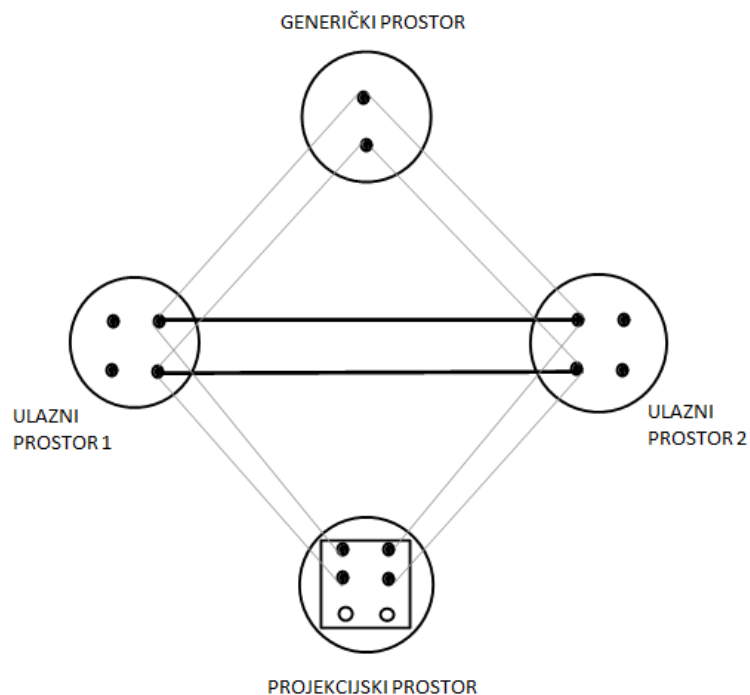 GENERIČKI PROSTOR
ULAZNI
PROSTOR 1
ULAZNI
PROSTOR 2
PROJEKCIJSKI PROSTOR